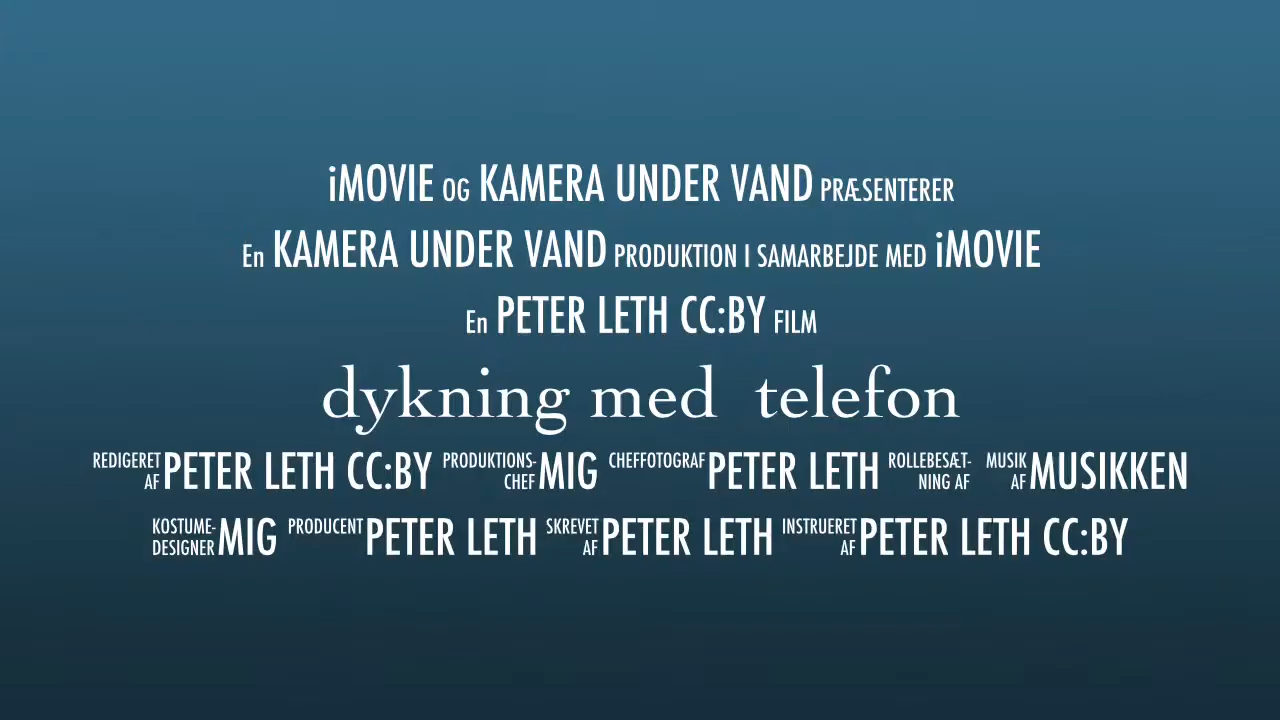 iMOVIE OG KAMERA UNDER VAND PRÆSENTERER
En KAMERA UNDER VAND PRODUKTION I SAMARBEJDE MED iMOVIE
En PETER LETH CC:BY FILM
dykning med telefon
REDIGERET AF PETER LETH CC:BY PRODUKTIONS-CHEF MIG CHEFFOTOGRAF PETER LETH ROLLEBESÆT-NING AF MUSIK AF MUSIKKEN
KOSTUME-DESIGNER MIG PRODUCENT PETER LETH SKREVET AF PETER LETH INSTRUERET AF PETER LETH CC:BY